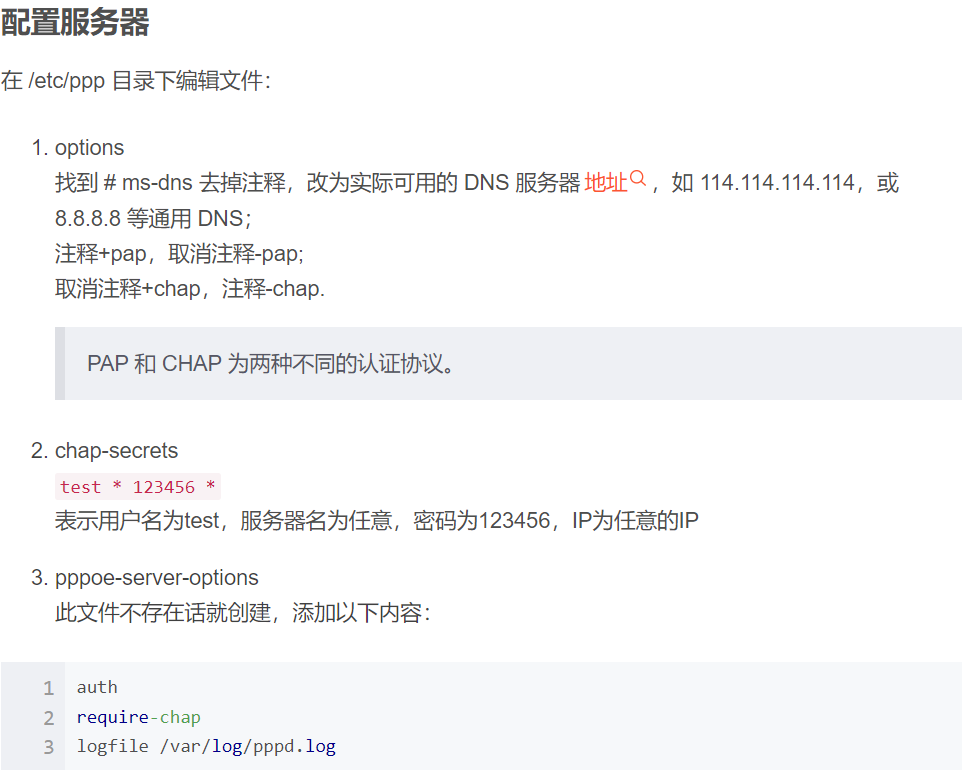 配置服务器
在 /etc/ppp 目录下编辑文件：
1. options
找到 # ms-dns 去掉注释，改为实际可用的 DNS 服务器地址，如 114.114.114.114，或
8.8.8.8 等通用 DNS；
注释+pap，取消注释-pap;
取消注释+chap，注释-chap.
PAP 和 CHAP 为两种不同的认证协议。
2. chap-secrets
test * 123456 *
表示用户名为test，服务器名为任意，密码为123456，IP为任意的IP
3. pppoe-server-options
此文件不存在话就创建，添加以下内容：
1 auth
2 require-chap
3 logfile /var/log/pppd.log